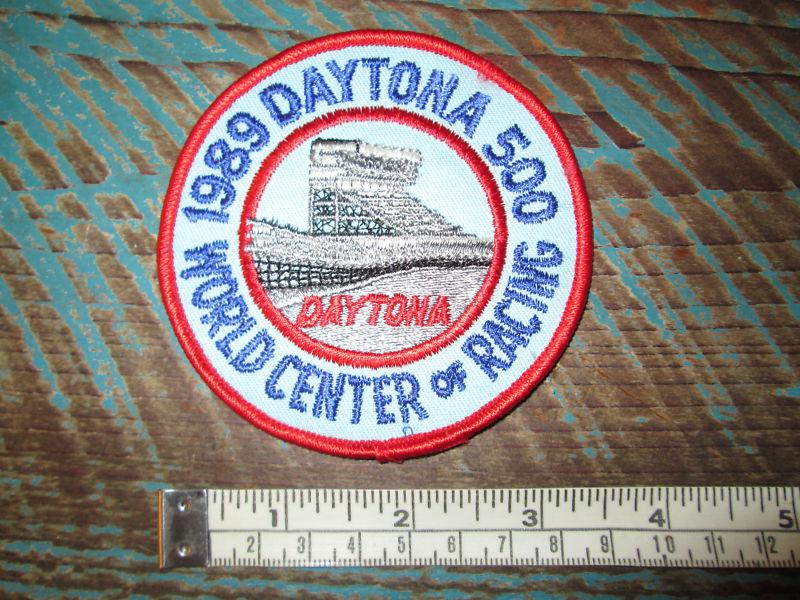 1989 DAYTONA 500
DAYTONA
WORLD CENTER OF RACING
1 2 3 4 5
2 3 4 5 6 7 8 9 10 11 12